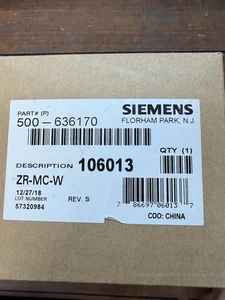 PART# (P)
500-636170
SIEMENS
FLORHAM PARK, N.J.
QTY (1)
DESCRIPTION 106013
ZR-MC-W
12/27/18
LOT NUMBER REV. S
57320984
7 86697 06013 7
COO: CHINA